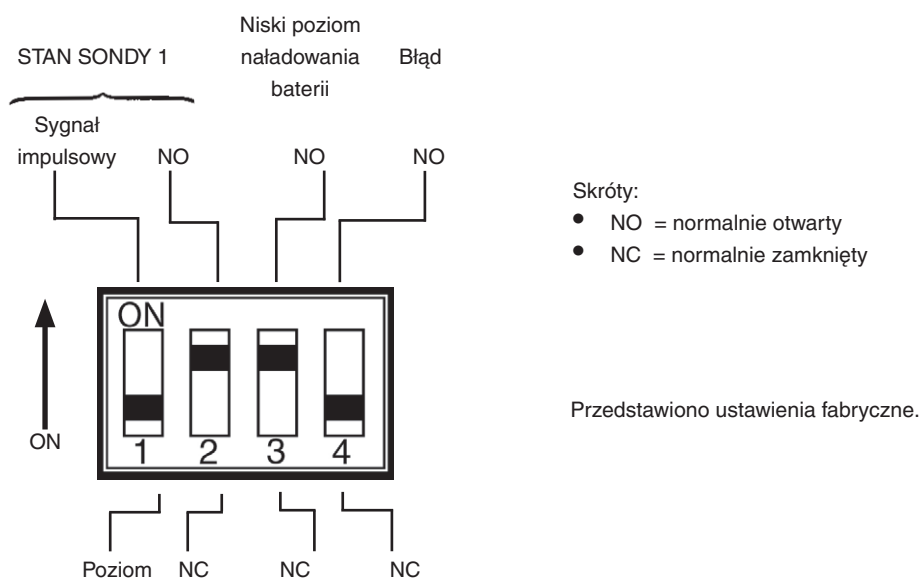 Niski poziom
STAN SONDY 1 naładowania Błąd
baterii
Sygnał
impulsowy NO NO NO
Skróty:
• NO = normalnie otwarty
• NC = normalnie zamknięty
ON
Przedstawiono ustawienia fabryczne.
ON
1 2 3 4
Poziom NC NC NC